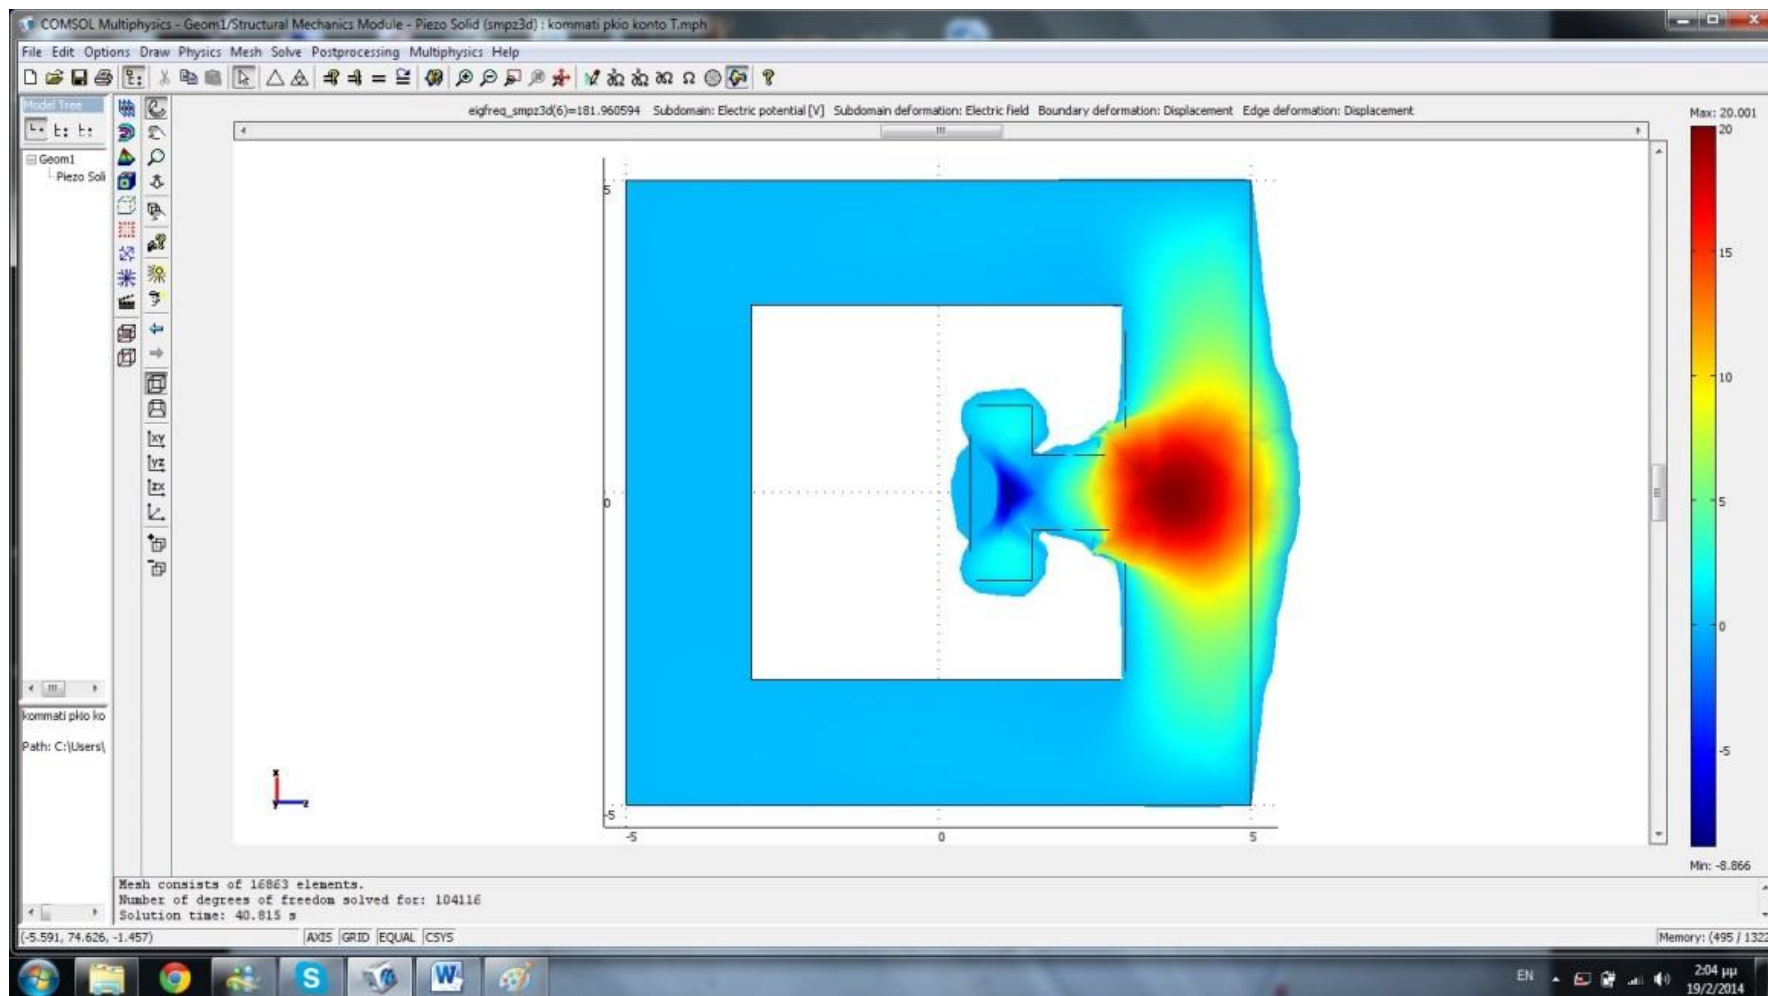 COMSOL Multiphysics - Geom1/Structural Mechanics Module - Piezo Solid (smpz3d) : kommati pkio konto T.mph
File Edit Options Draw Physics Mesh Solve Postprocessing Multiphysics Help
Model Tree
eigfreq_smpz3d(6)=181.960594 Subdomain: Electric potential [V] Subdomain deformation: Electric field Boundary deformation: Displacement Edge deformation: Displacement
Max: 20.001
20
Geom1
Piezo Soli
5
15
10
xy
yz
zx
0
5
0
-5
x
y z
-5
-5 0 5
Min: -8.866
kommati pkio ko
Path: C:\Users\
Mesh consists of 16863 elements.
Number of degrees of freedom solved for: 104116
Solution time: 40.815 s
(-5.591, 74.626, -1.457) AXIS GRID EQUAL CSYS Memory: (495 / 1322
S W EN 2:04 μμ
19/2/2014